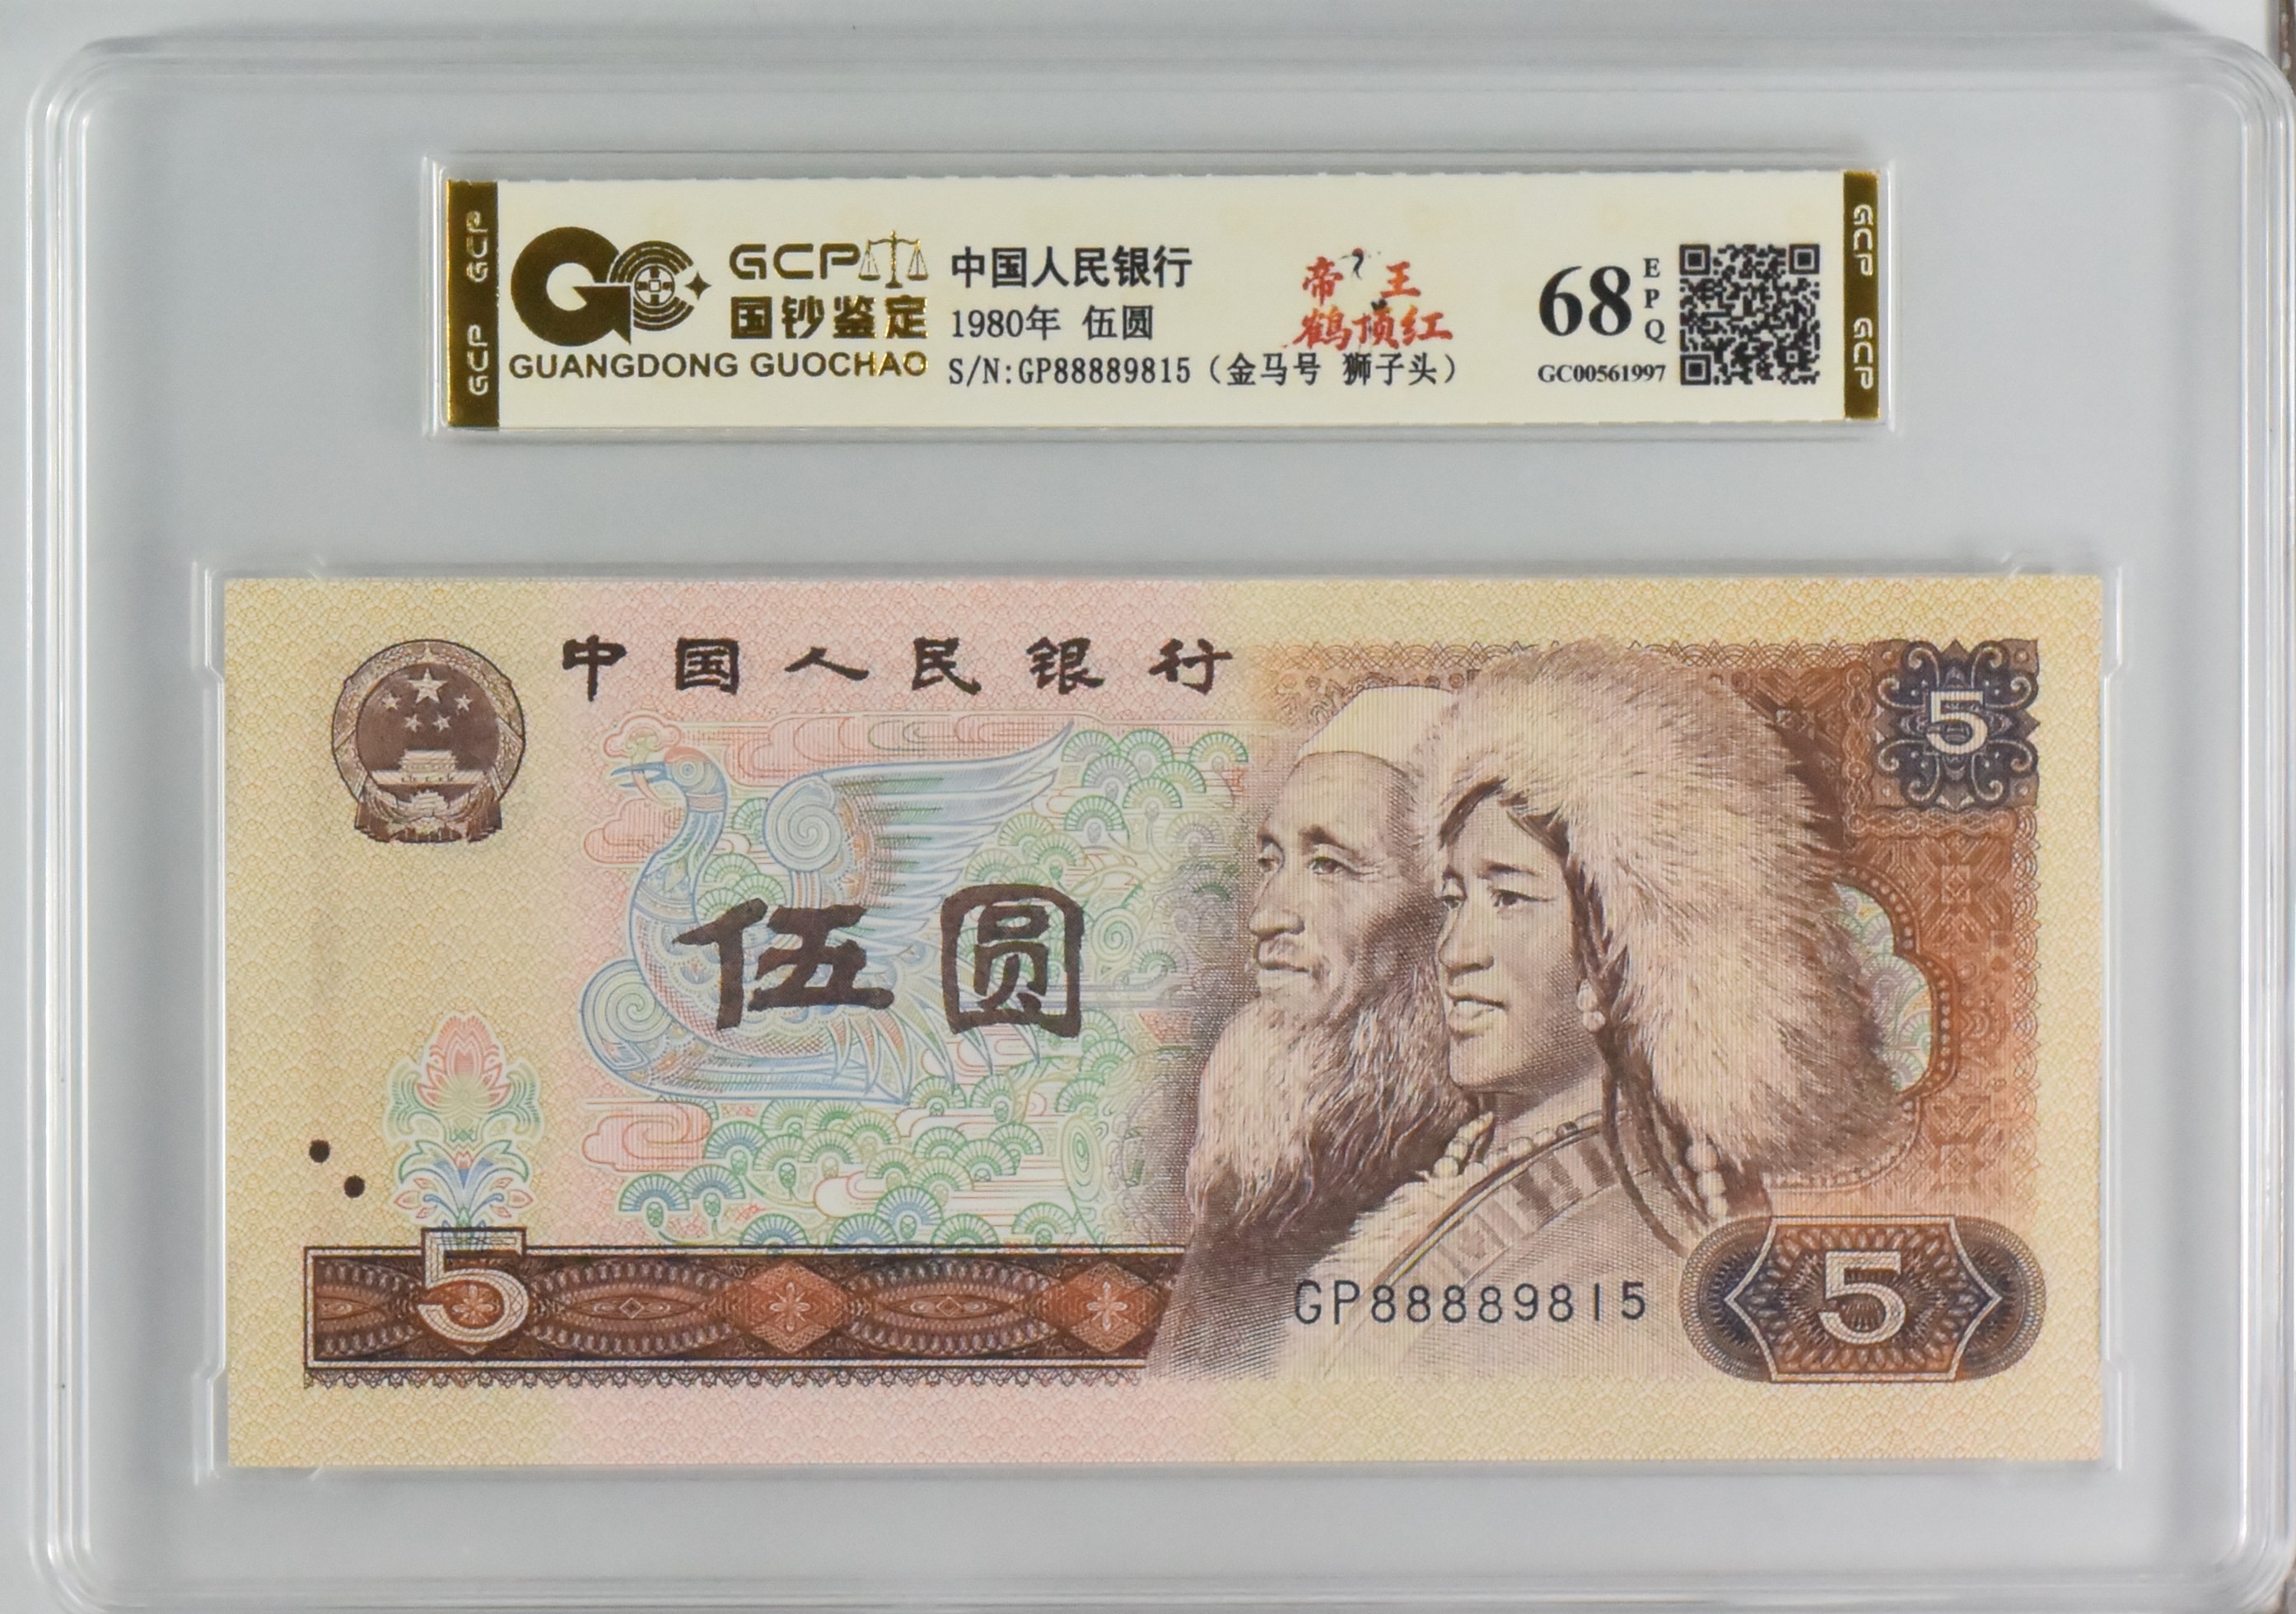 GCP GCP
GCP
国钞鉴定
GUANGDONG GUOCHAO
中国人民银行
1980年 伍圆
S/N:GP88889815（金马号 狮子头）
帝王
鹤顶红
68
EPQ
GC00561997
GCP GCP
中国人民银行
5
伍圆
5
GP88889815
5